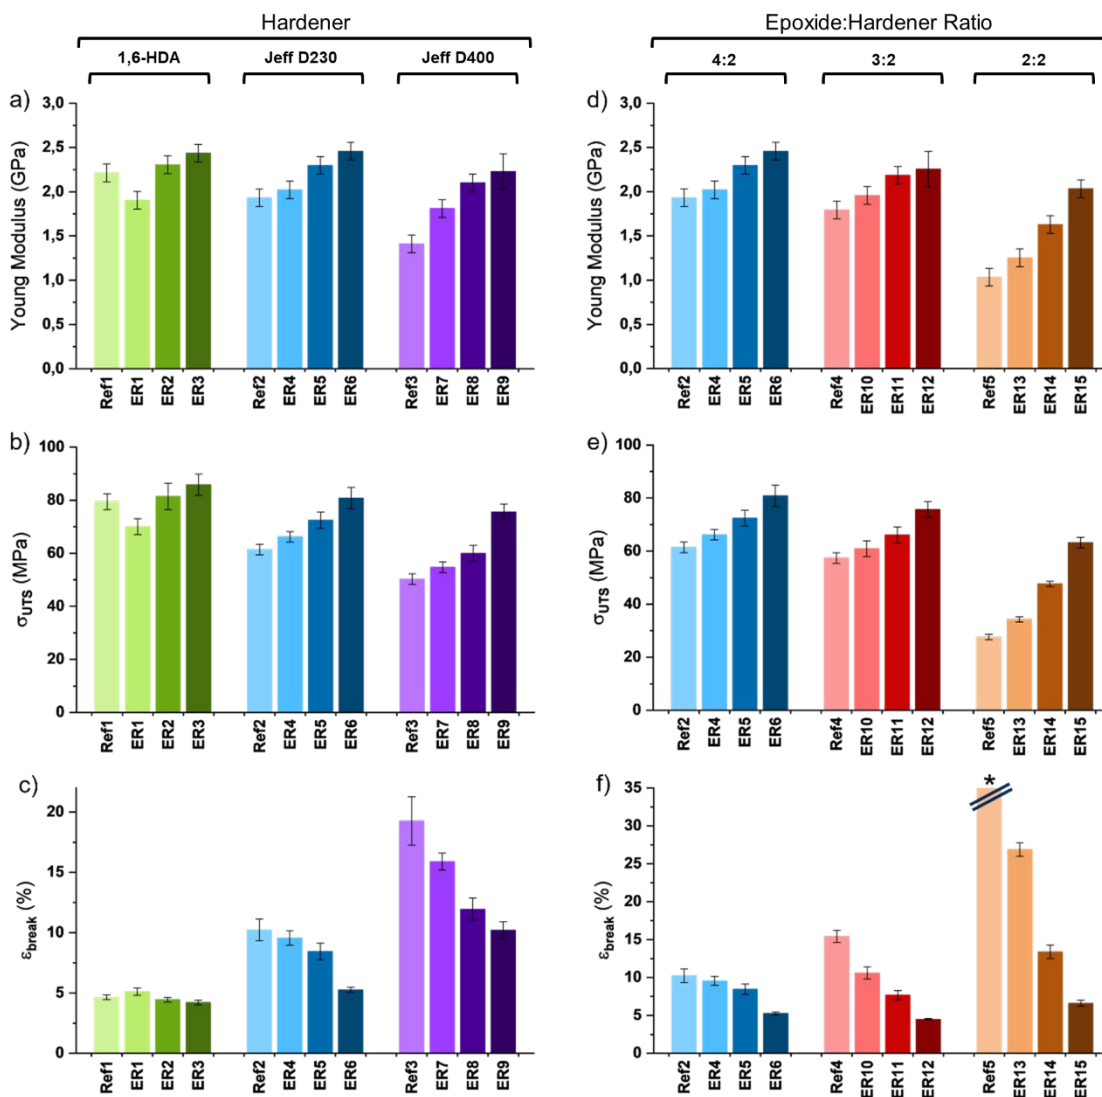 Hardener
1,6-HDA Jeff D230 Jeff D400
a)
Young Modulus (GPa)
3,0
2,5
2,0
1,5
1,0
0,5
0,0
Ref1 ER1 ER2 ER3 Ref2 ER4 ER5 ER6 Ref3 ER7 ER8 ER9
b)
σUTS (MPa)
100
80
60
40
20
0
Ref1 ER1 ER2 ER3 Ref2 ER4 ER5 ER6 Ref3 ER7 ER8 ER9
c)
εbreak (%)
20
15
10
5
0
Ref1 ER1 ER2 ER3 Ref2 ER4 ER5 ER6 Ref3 ER7 ER8 ER9
Epoxide:Hardener Ratio
4:2 3:2 2:2
d)
Young Modulus (GPa)
3,0
2,5
2,0
1,5
1,0
0,5
0,0
Ref2 ER4 ER5 ER6 Ref4 ER10 ER11 ER12 Ref5 ER13 ER14 ER15
e)
σUTS (MPa)
100
80
60
40
20
0
Ref2 ER4 ER5 ER6 Ref4 ER10 ER11 ER12 Ref5 ER13 ER14 ER15
f)
εbreak (%)
35
30
25
20
15
10
5
0
*
Ref2 ER4 ER5 ER6 Ref4 ER10 ER11 ER12 Ref5 ER13 ER14 ER15